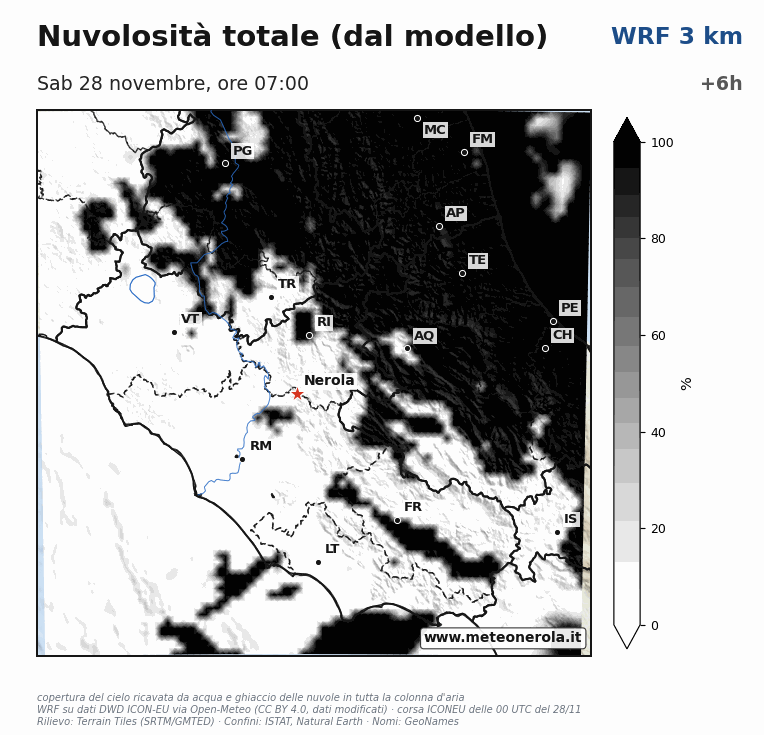 Nuvolosità totale (dal modello)
WRF 3 km
Sab 28 novembre, ore 07:00
+6h
MC
FM
PG
AP
TE
TR
PE
VT
RI
AQ
CH
Nerola
RM
FR
IS
LT
www.meteonerola.it
100
80
60
40
20
0
%
copertura del cielo ricavata da acqua e ghiaccio delle nuvole in tutta la colonna d'aria
WRF su dati DWD ICON-EU via Open-Meteo (CC BY 4.0, dati modificati) · corsa ICONEU delle 00 UTC del 28/11
Rilievo: Terrain Tiles (SRTM/GMTED) · Confini: ISTAT, Natural Earth · Nomi: GeoNames